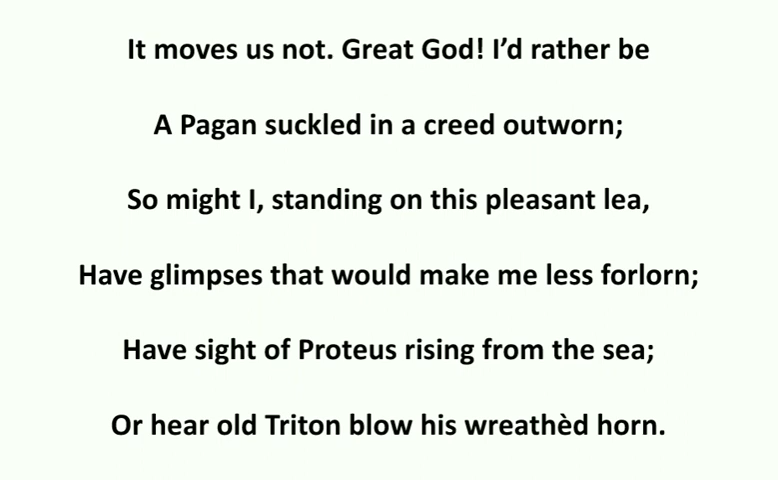 It moves us not. Great God! I’d rather be
A Pagan suckled in a creed outworn;
So might I, standing on this pleasant lea,
Have glimpses that would make me less forlorn;
Have sight of Proteus rising from the sea;
Or hear old Triton blow his wreathèd horn.